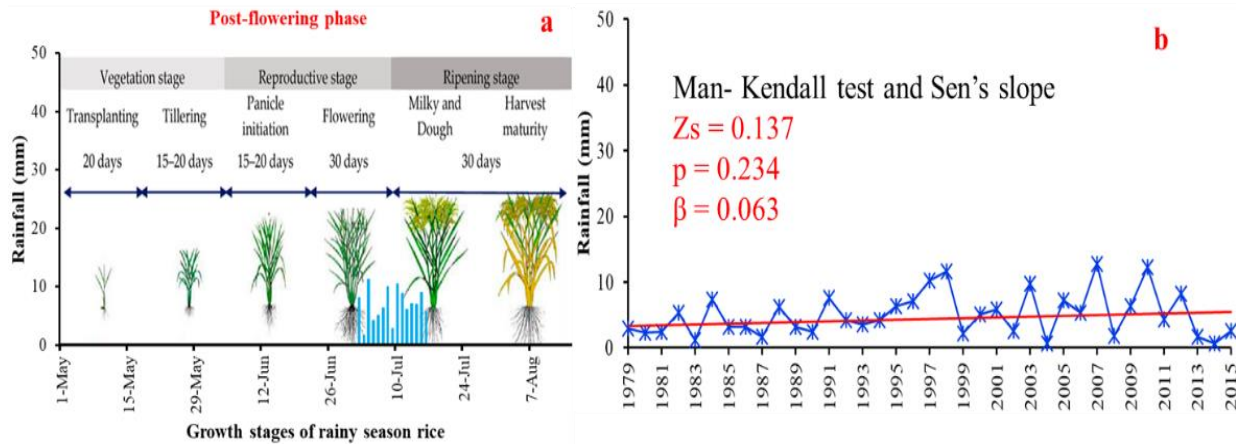 Post-flowering phase
a
50
40
30
20
10
0
Rainfall (mm)
Vegetation stage
Reproductive stage
Ripening stage
Transplanting
Tillering
Panicle
initiation
Flowering
Milky and
Dough
Harvest
maturity
20 days
15–20 days
15–20 days
30 days
30 days
1-May
15-May
29-May
12-Jun
26-Jun
10-Jul
24-Jul
7-Aug
Growth stages of rainy season rice
b
50
40
30
20
10
0
Rainfall (mm)
Man- Kendall test and Sen's slope
Zs = 0.137
p = 0.234
β = 0.063
1979
1981
1983
1985
1987
1989
1991
1993
1995
1997
1999
2001
2003
2005
2007
2009
2011
2013
2015